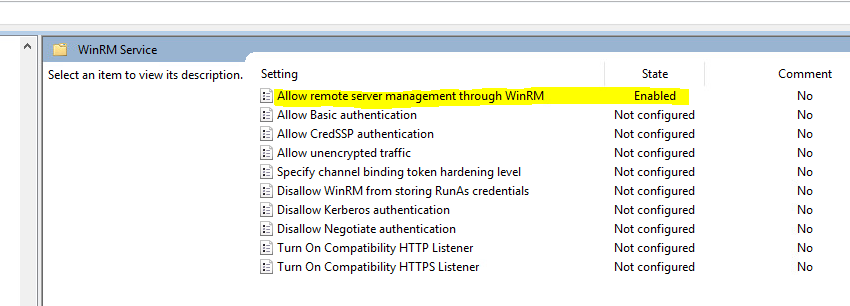 WinRM Service
Select an item to view its description.
Setting State Comment
Allow remote server management through WinRM Enabled No
Allow Basic authentication Not configured No
Allow CredSSP authentication Not configured No
Allow unencrypted traffic Not configured No
Specify channel binding token hardening level Not configured No
Disallow WinRM from storing RunAs credentials Not configured No
Disallow Kerberos authentication Not configured No
Disallow Negotiate authentication Not configured No
Turn On Compatibility HTTP Listener Not configured No
Turn On Compatibility HTTPS Listener Not configured No